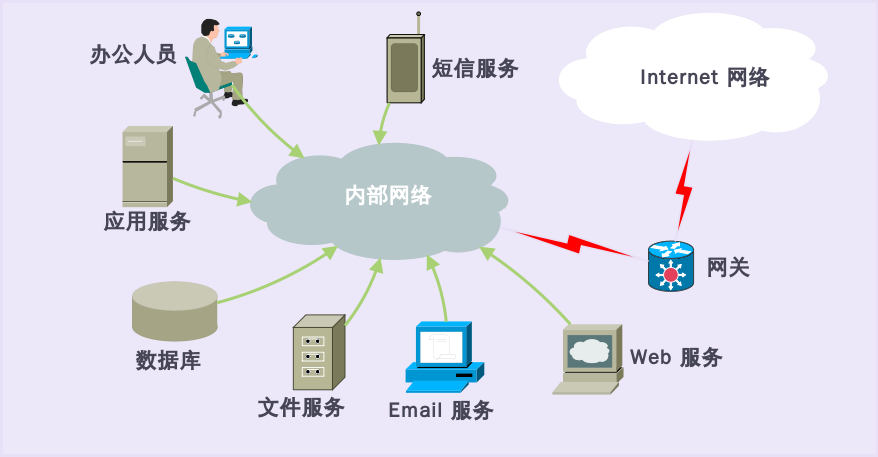 办公人员
短信服务
Internet 网络
内部网络
应用服务
网关
数据库
Web 服务
文件服务
Email 服务